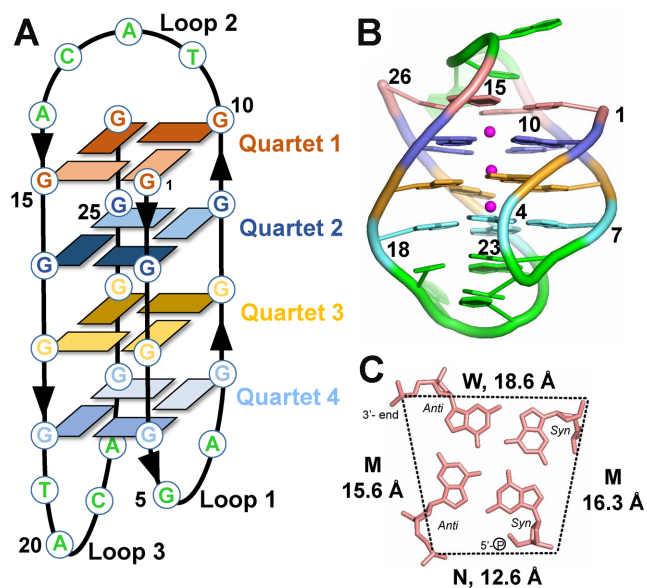 A
Loop 2
C A T
A G G 10
Quartet 1
15 G G 1
25 G G
Quartet 2
G G
G G
Quartet 3
G G
G G
Quartet 4
G G
A A
T C 5 G
Loop 1
20 A
Loop 3
B
26 15
10 1
4
18 23 7
C
W, 18.6 Å
3'- end Anti Syn
M M
15.6 Å 16.3 Å
Anti Syn
5'- P
N, 12.6 Å